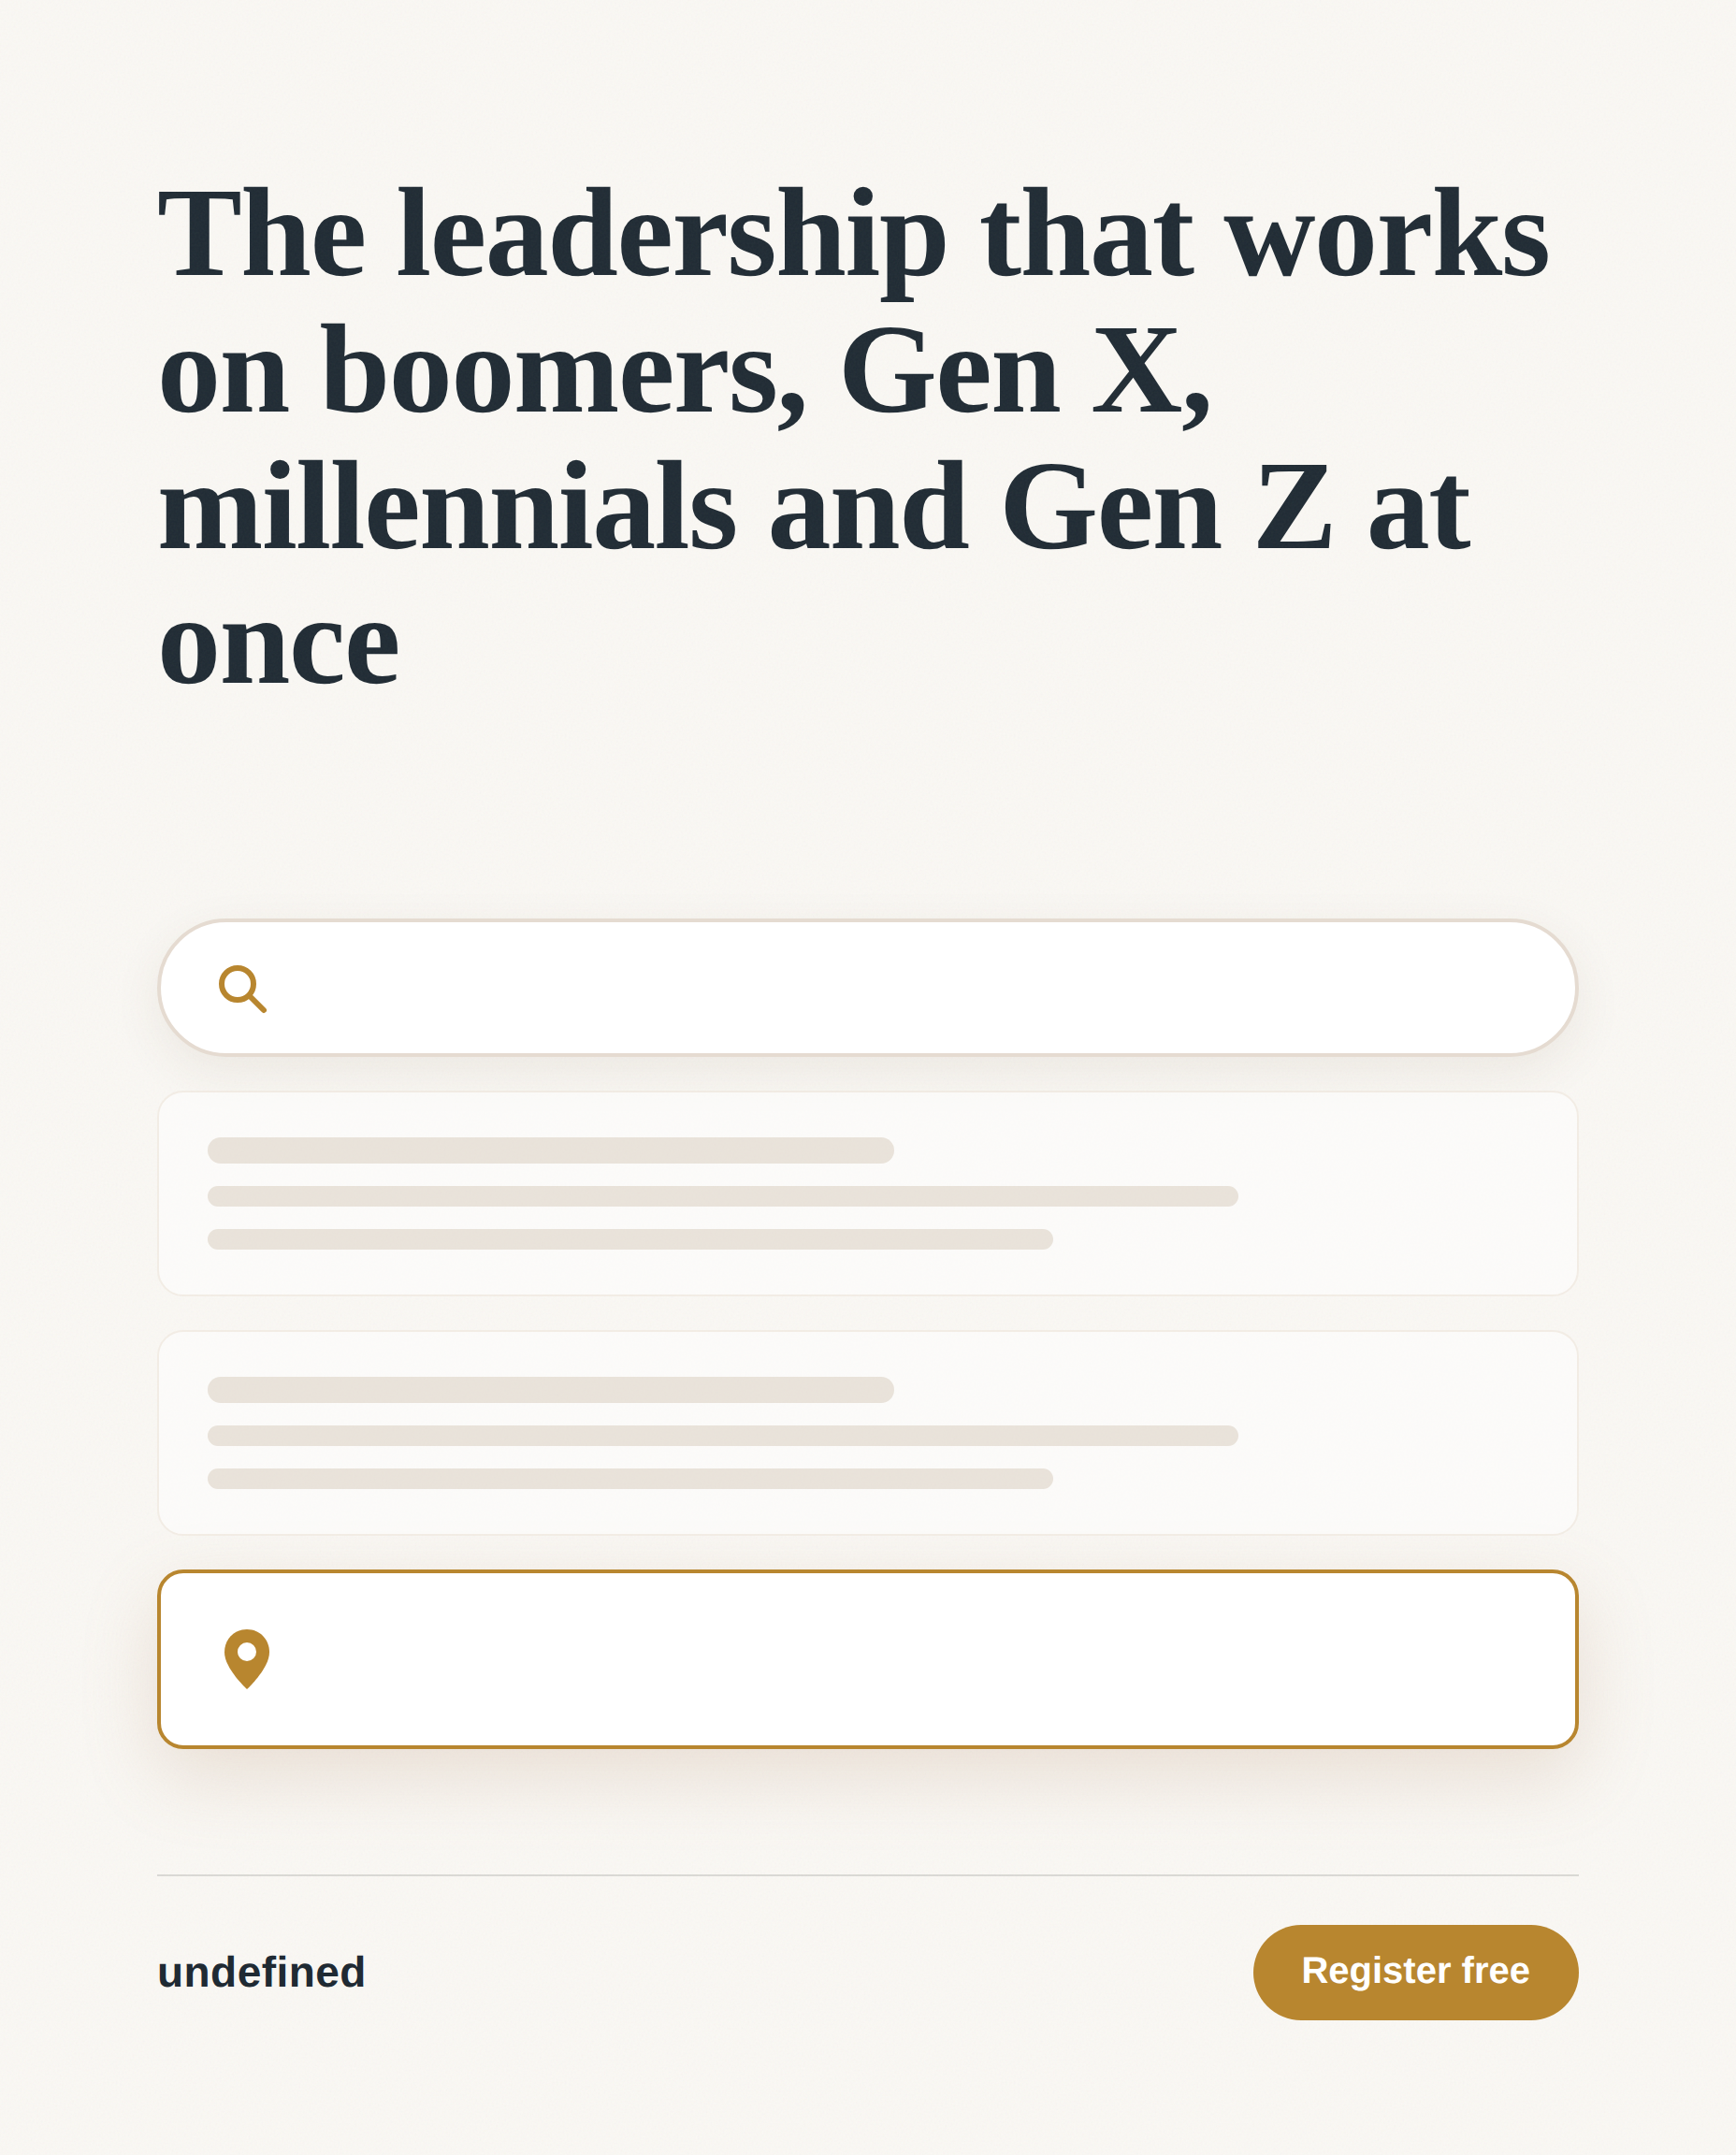 The leadership that works
on boomers, Gen X,
millennials and Gen Z at
once
undefined
Register free